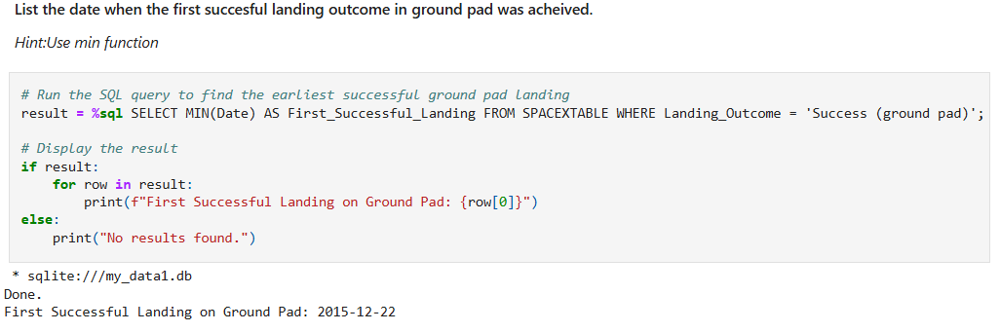 List the date when the first succesful landing outcome in ground pad was acheived.
Hint:Use min function
# Run the SQL query to find the earliest successful ground pad landing
result = %sql SELECT MIN(Date) AS First_Successful_Landing FROM SPACEXTABLE WHERE Landing_Outcome = 'Success (ground pad)';
# Display the result
if result:
    for row in result:
        print(f"First Successful Landing on Ground Pad: {row[0]}")
else:
    print("No results found.")
* sqlite:///my_data1.db
Done.
First Successful Landing on Ground Pad: 2015-12-22